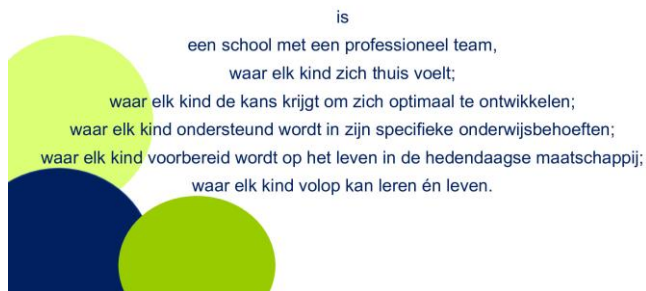 is
een school met een professioneel team,
waar elk kind zich thuis voelt;
waar elk kind de kans krijgt om zich optimaal te ontwikkelen;
waar elk kind ondersteund wordt in zijn specifieke onderwijsbehoeften;
waar elk kind voorbereid wordt op het leven in de hedendaagse maatschappij;
waar elk kind volop kan leren én leven.